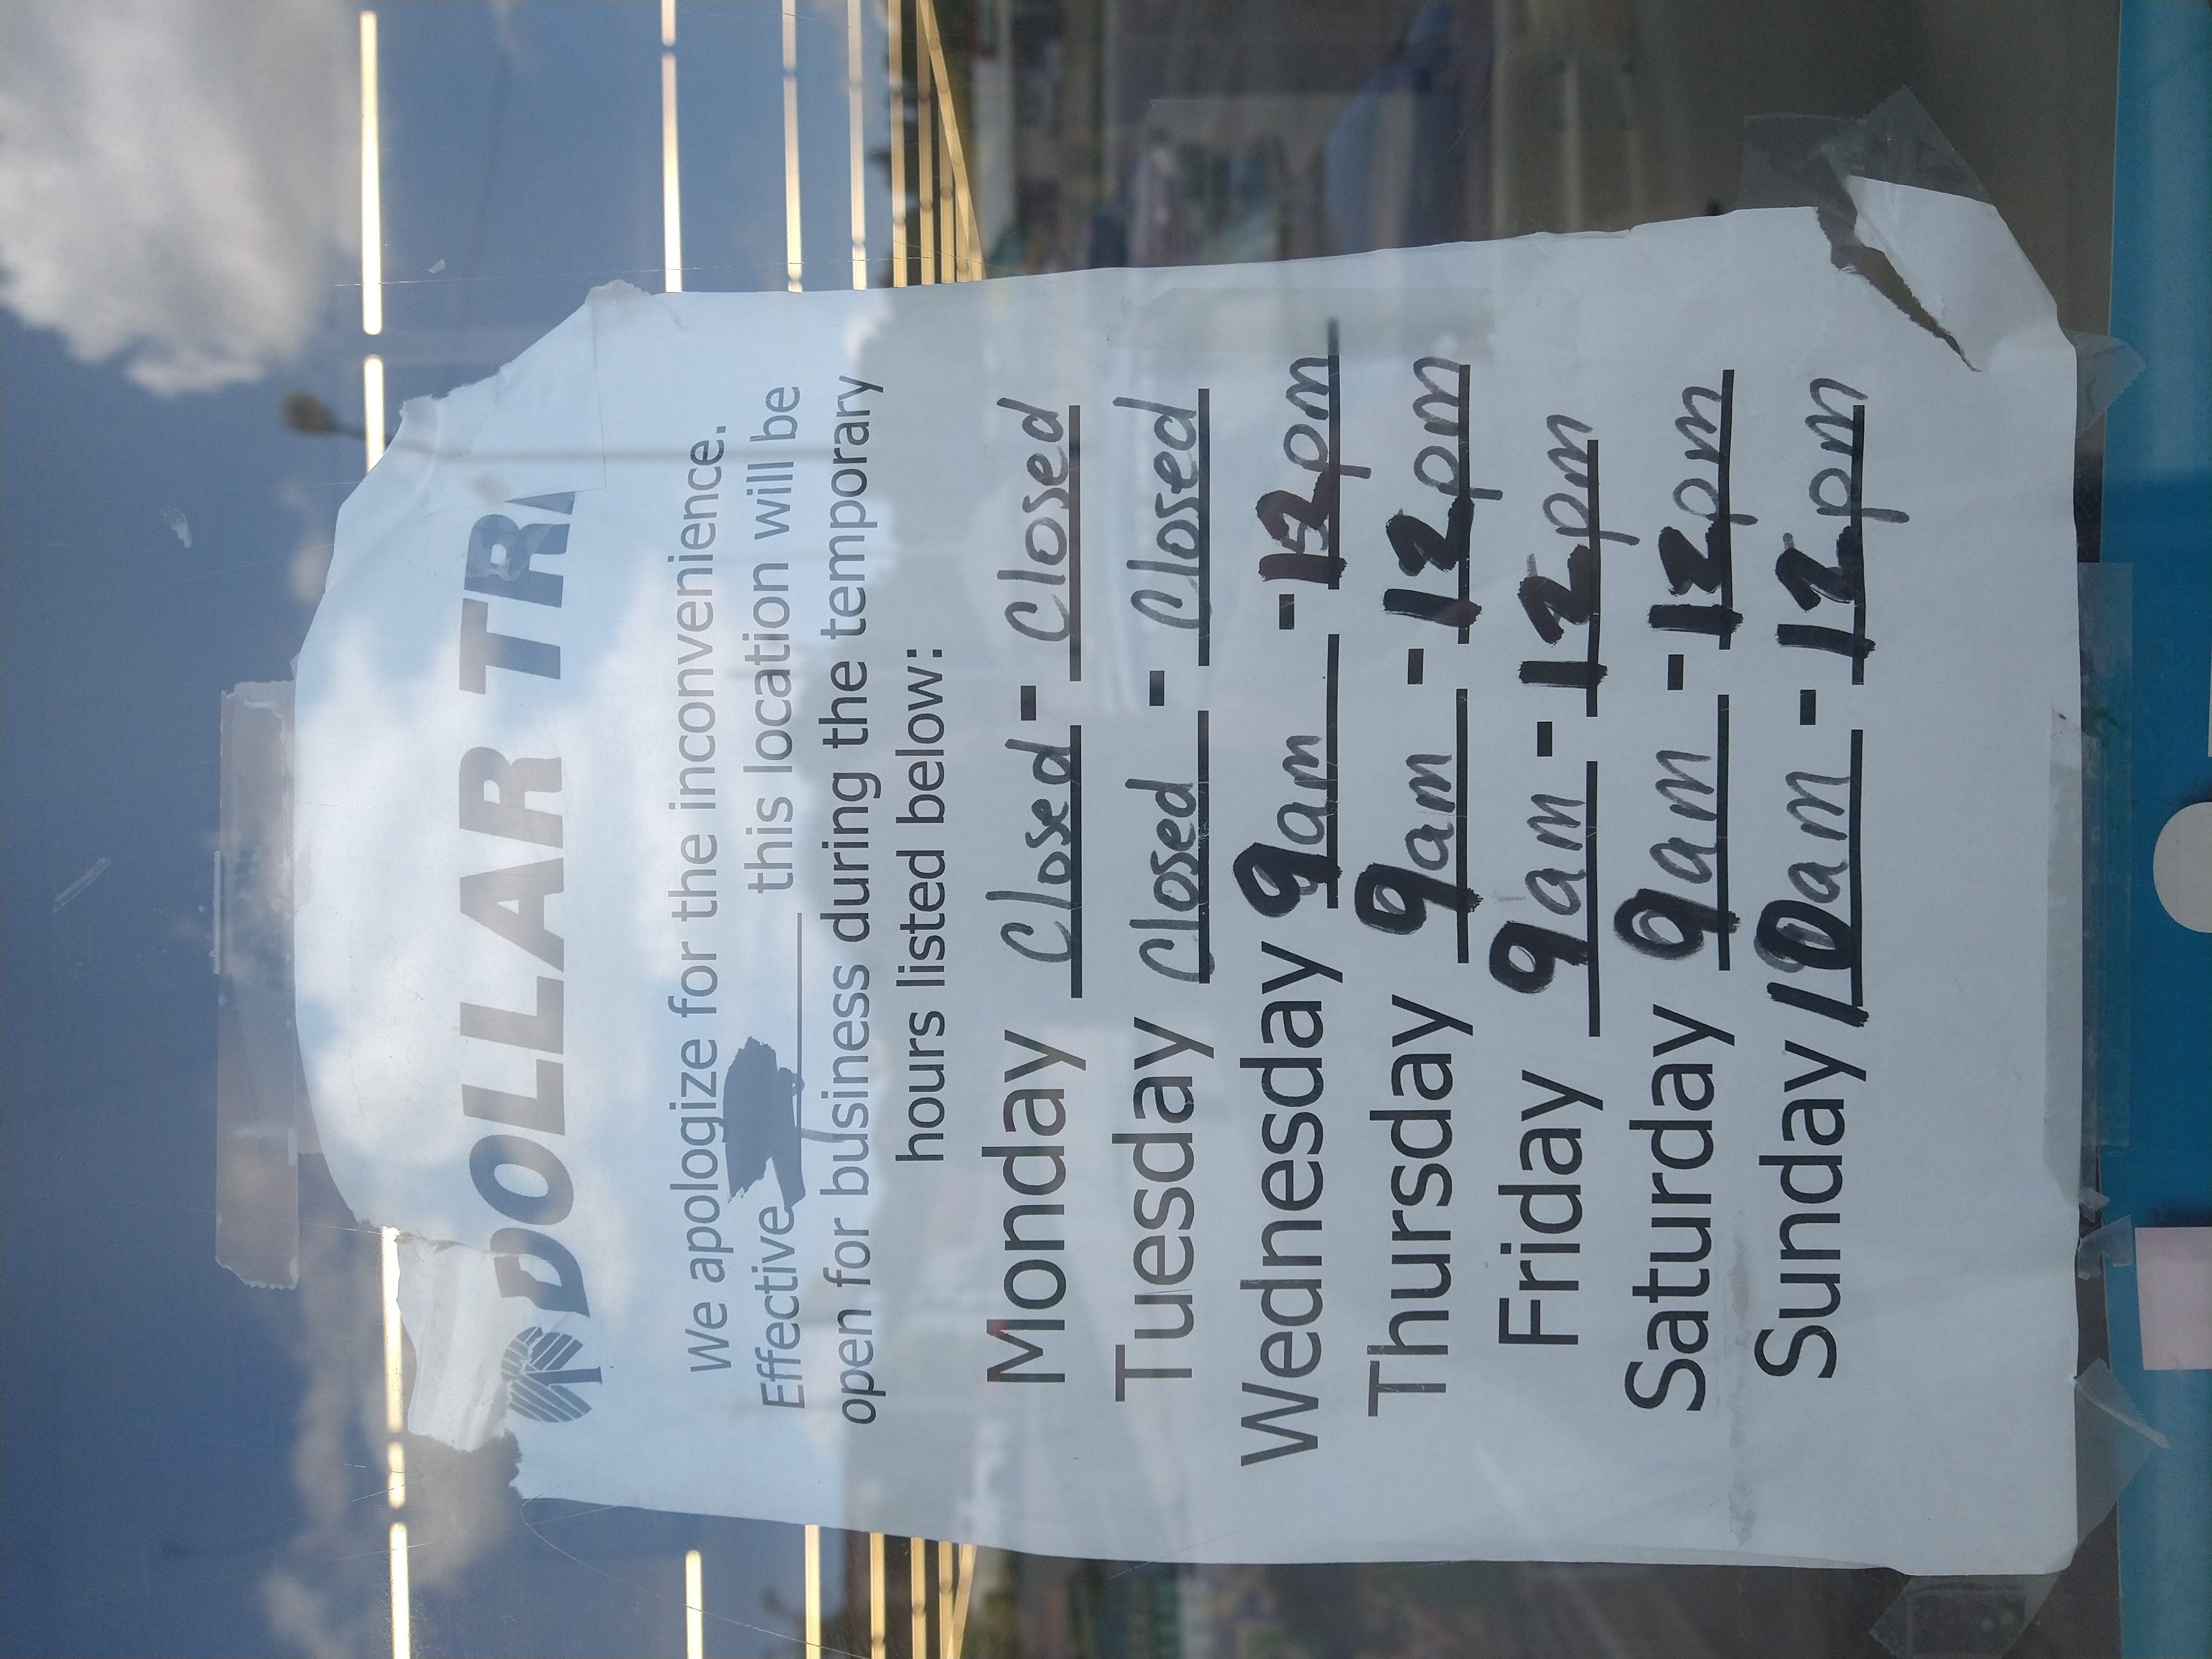 DOLLAR TR
We apologize for the inconvenience.
Effective this location will be
open for business during the temporary
hours listed below:
Monday Closed - Closed
Tuesday Closed - Closed
Wednesday 9am - 12pm
Thursday 9am - 12pm
Friday 9am - 12pm
Saturday 9am - 12pm
Sunday 10am - 12pm